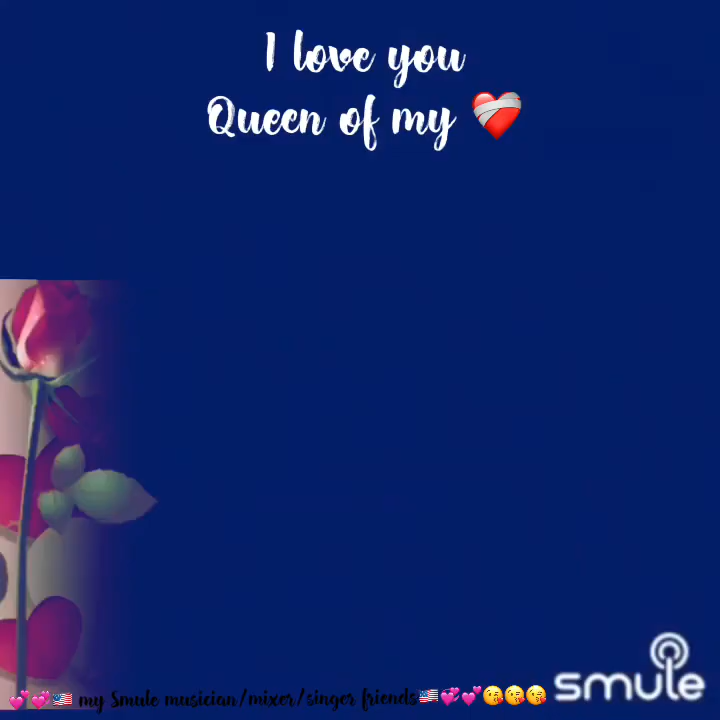 I love you
Queen of my ❤️‍🩹
💕💕🇺🇸 my Smule musician/mixer/singer friends🇺🇸💞💕😘😘😘
smule